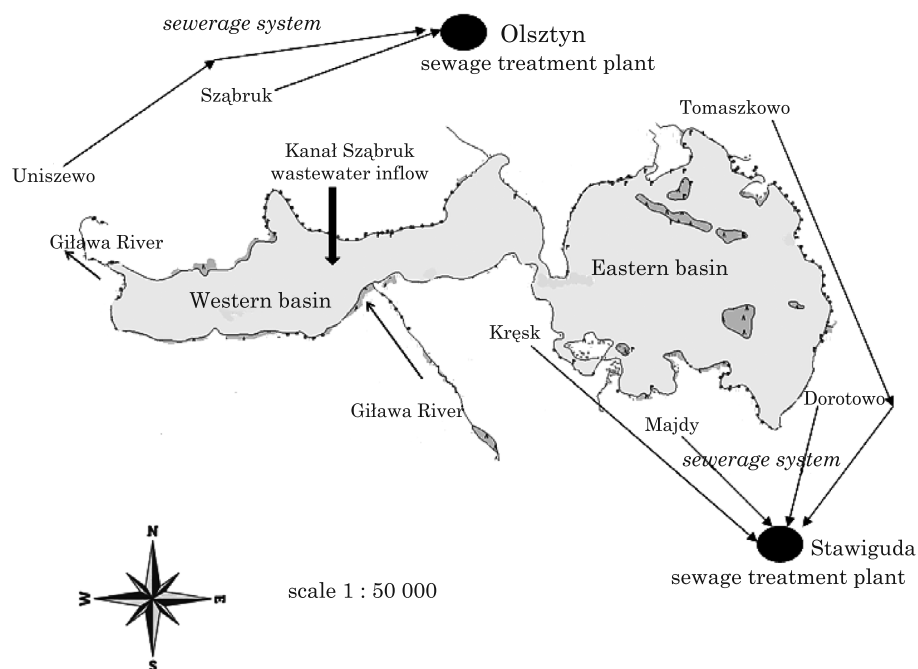 sewerage system
Olsztyn
sewage treatment plant
Sząbruk
Tomaszkowo
Uniszewo
Kanał Sząbruk
wastewater inflow
Giława River
Eastern basin
Western basin
Kręsk
Giława River
Dorotowo
Majdy
sewerage system
Stawiguda
sewage treatment plant
N
W
E
S
scale 1 : 50 000